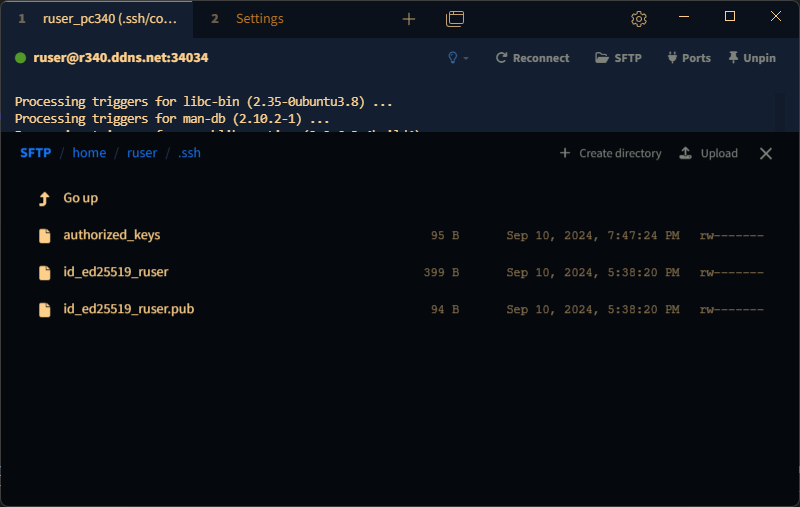 1 ruser_pc340 (.ssh/co... 2 Settings
ruser@r340.ddns.net:34034 Reconnect SFTP Ports Unpin
Processing triggers for libc-bin (2.35-0ubuntu3.8) ...
Processing triggers for man-db (2.10.2-1) ...
SFTP / home / ruser / .ssh Create directory Upload
Go up
authorized_keys 95 B Sep 10, 2024, 7:47:24 PM rw-------
id_ed25519_ruser 399 B Sep 10, 2024, 5:38:20 PM rw-------
id_ed25519_ruser.pub 94 B Sep 10, 2024, 5:38:20 PM rw-------